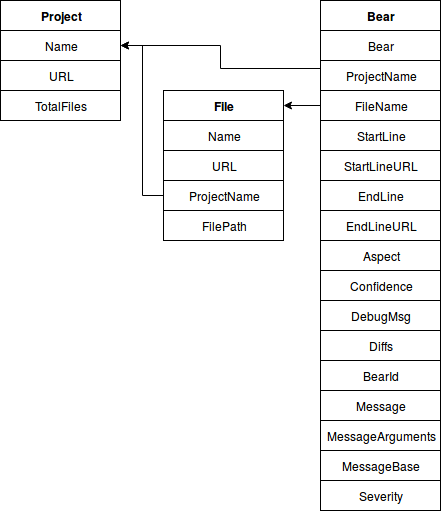 Project
Name
URL
TotalFiles
File
Name
URL
ProjectName
FilePath
Bear
Bear
ProjectName
FileName
StartLine
StartLineURL
EndLine
EndLineURL
Aspect
Confidence
DebugMsg
Diffs
BearId
Message
MessageArguments
MessageBase
Severity